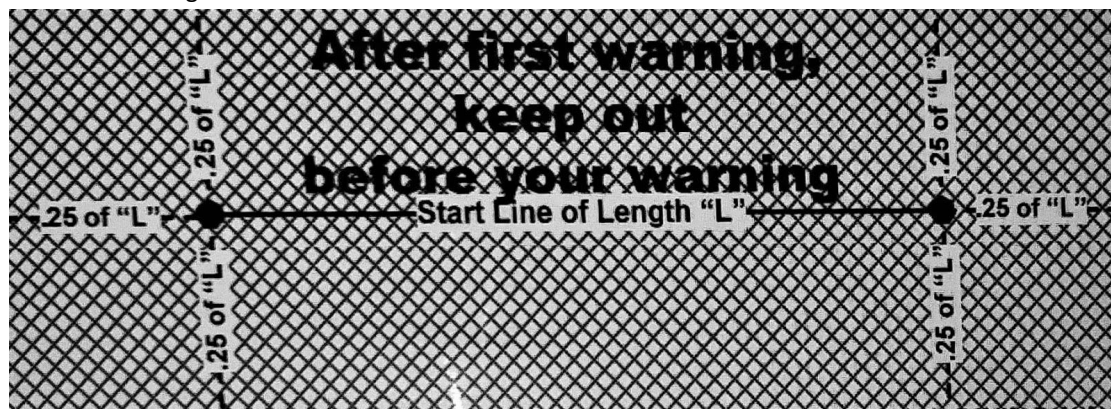 After first warning,
keep out
before your warning
.25 of “L”
.25 of “L”
.25 of “L”
Start Line of Length “L”
.25 of “L”
.25 of “L”
.25 of “L”